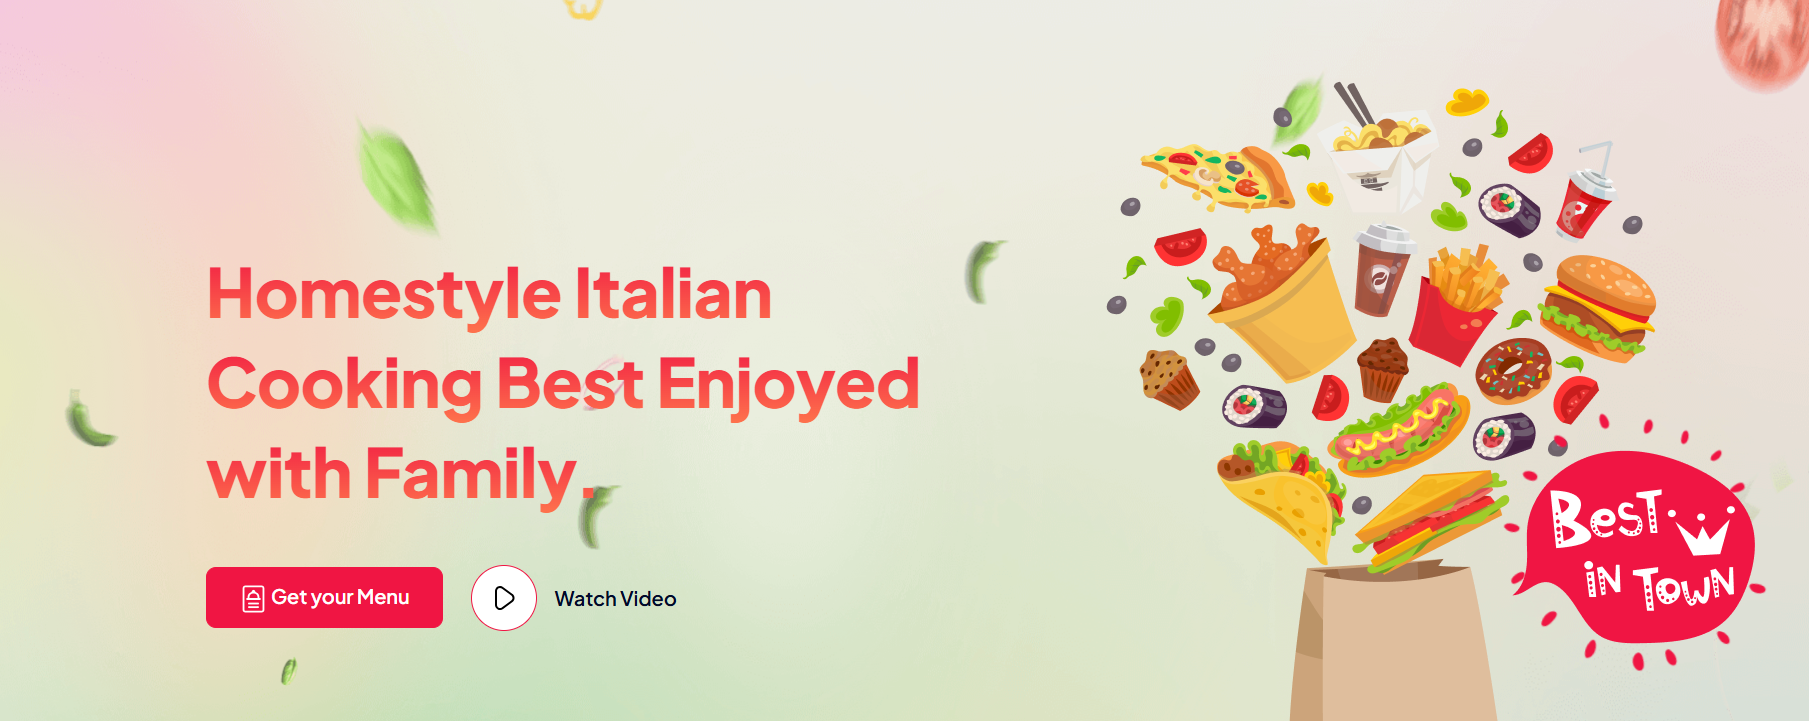 Homestyle Italian
Cooking Best Enjoyed
with Family.
Get your Menu
Watch Video
BeST
iN TOWN